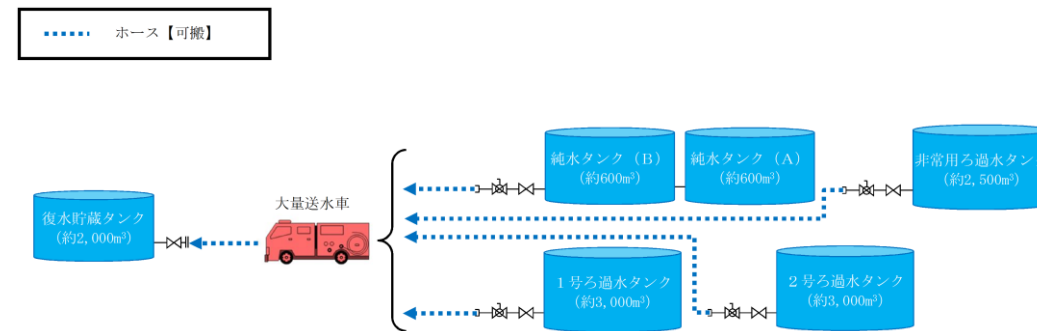 ホース【可搬】
純水タンク（B）
（約600m³）
純水タンク（A）
（約600m³）
非常用ろ過水タン
（約2,500m³）
復水貯蔵タンク
（約2,000m³）
大量送水車
１号ろ過水タンク
（約3,000m³）
２号ろ過水タンク
（約3,000m³）